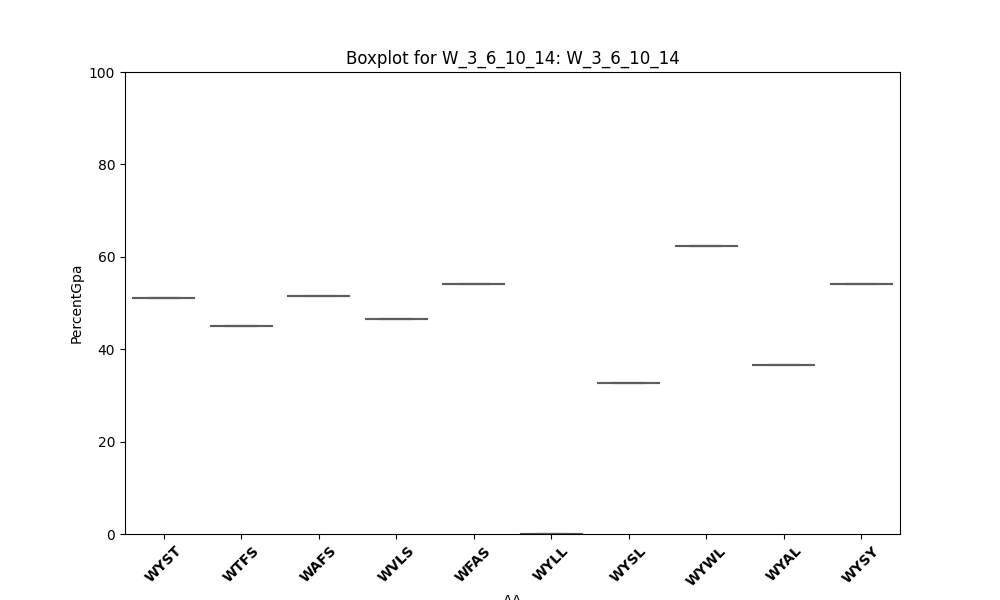 Boxplot for W_3_6_10_14: W_3_6_10_14
100
80
60
40
20
0
PercentGpa
WYST
WTFS
WAFS
WVLS
WFAS
WYLL
WYSL
WYWL
WYAL
WYSY
AA